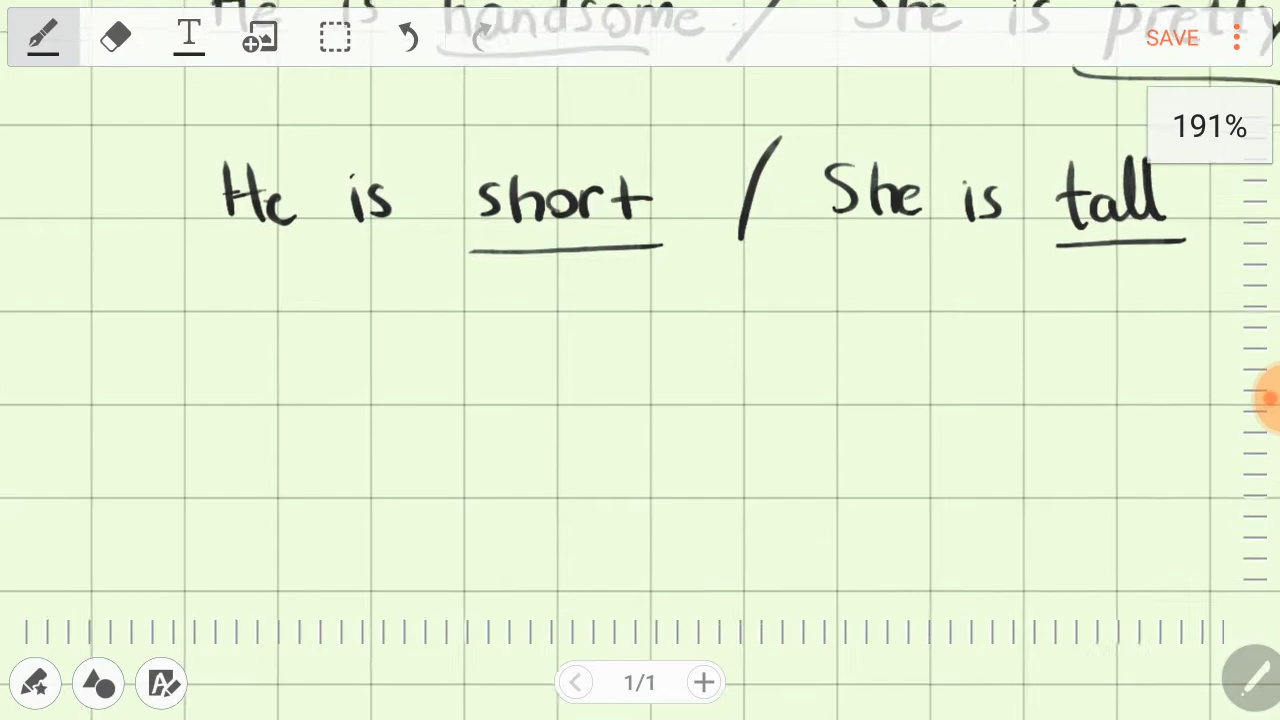 He is handsome / She is pretty
SAVE
191%
He is short / She is tall
1/1